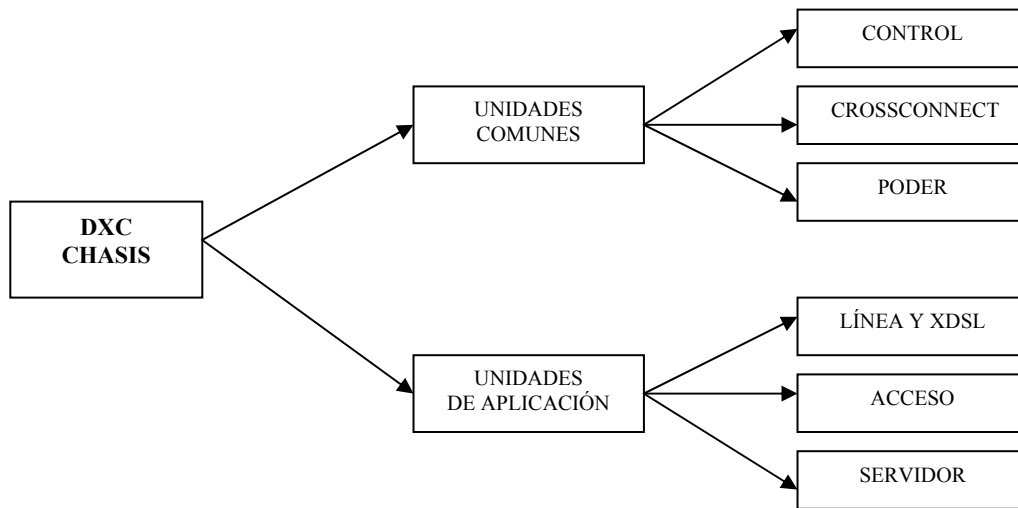 DXC
CHASIS
UNIDADES
COMUNES
CONTROL
CROSSCONNECT
PODER
UNIDADES
DE APLICACIÓN
LÍNEA Y XDSL
ACCESO
SERVIDOR